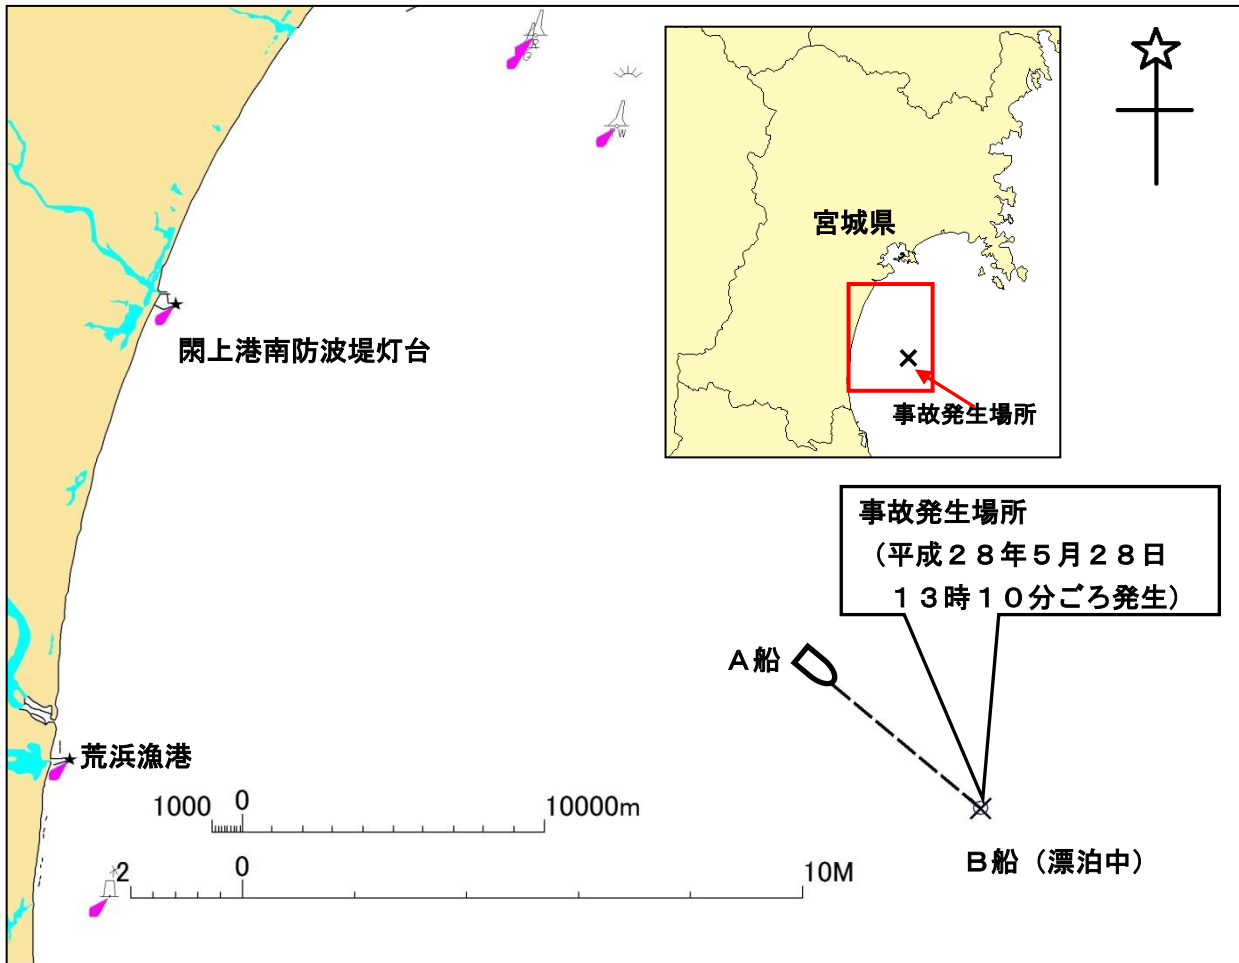 宮城県
事故発生場所
閖上港南防波堤灯台
事故発生場所
（平成２８年５月２８日
１３時１０分ごろ発生）
Ａ船
荒浜漁港
1000 0 10000m
Ｂ船（漂泊中）
2 0 10M